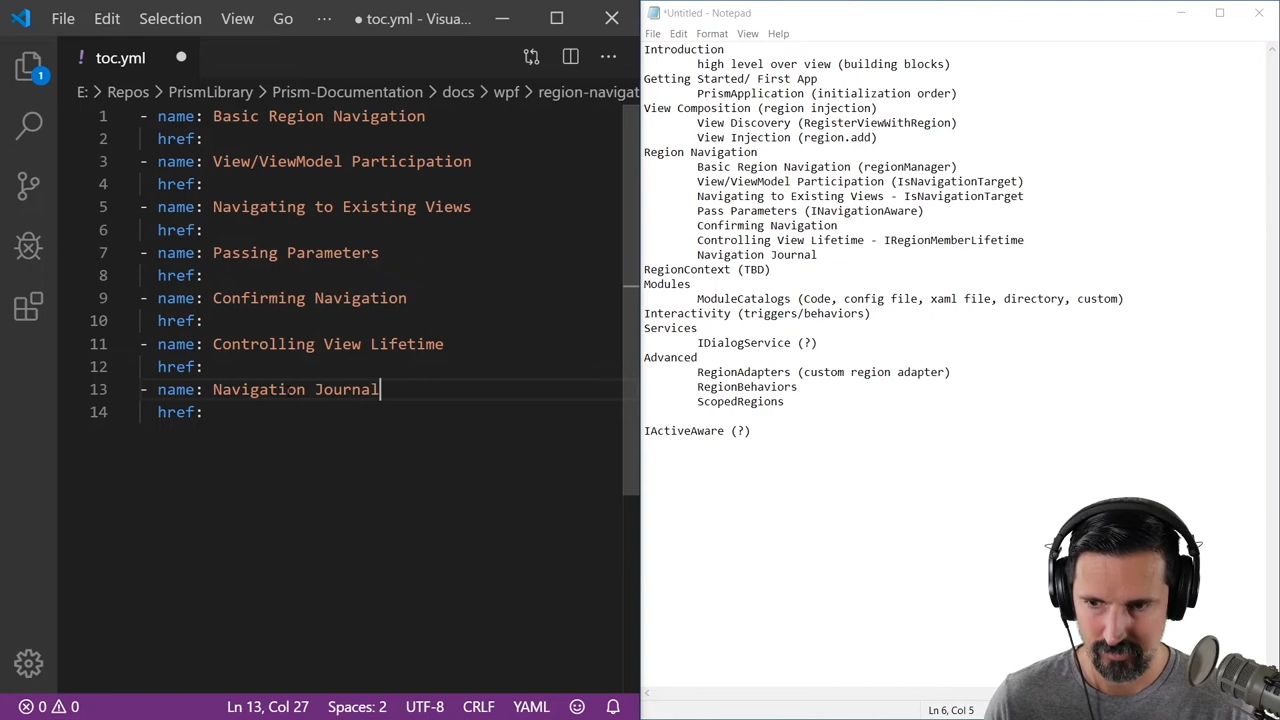 File Edit Selection View Go ··· ● toc.yml - Visua...
! toc.yml ●
E: > Repos > PrismLibrary > Prism-Documentation > docs > wpf > region-navigat
1 - name: Basic Region Navigation
2 href:
3 - name: View/ViewModel Participation
4 href:
5 - name: Navigating to Existing Views
6 href:
7 - name: Passing Parameters
8 href:
9 - name: Confirming Navigation
10 href:
11 - name: Controlling View Lifetime
12 href:
13 - name: Navigation Journal
14 href:
1
0 0 Ln 13, Col 27 Spaces: 2 UTF-8 CRLF YAML
*Untitled - Notepad
File Edit Format View Help
Introduction
high level over view (building blocks)
Getting Started/ First App
PrismApplication (initialization order)
View Composition (region injection)
View Discovery (RegisterViewWithRegion)
View Injection (region.add)
Region Navigation
Basic Region Navigation (regionManager)
View/ViewModel Participation (IsNavigationTarget)
Navigating to Existing Views - IsNavigationTarget
Pass Parameters (INavigationAware)
Confirming Navigation
Controlling View Lifetime - IRegionMemberLifetime
Navigation Journal
RegionContext (TBD)
Modules
ModuleCatalogs (Code, config file, xaml file, directory, custom)
Interactivity (triggers/behaviors)
Services
IDialogService (?)
Advanced
RegionAdapters (custom region adapter)
RegionBehaviors
ScopedRegions
IActiveAware (?)
Ln 6, Col 5